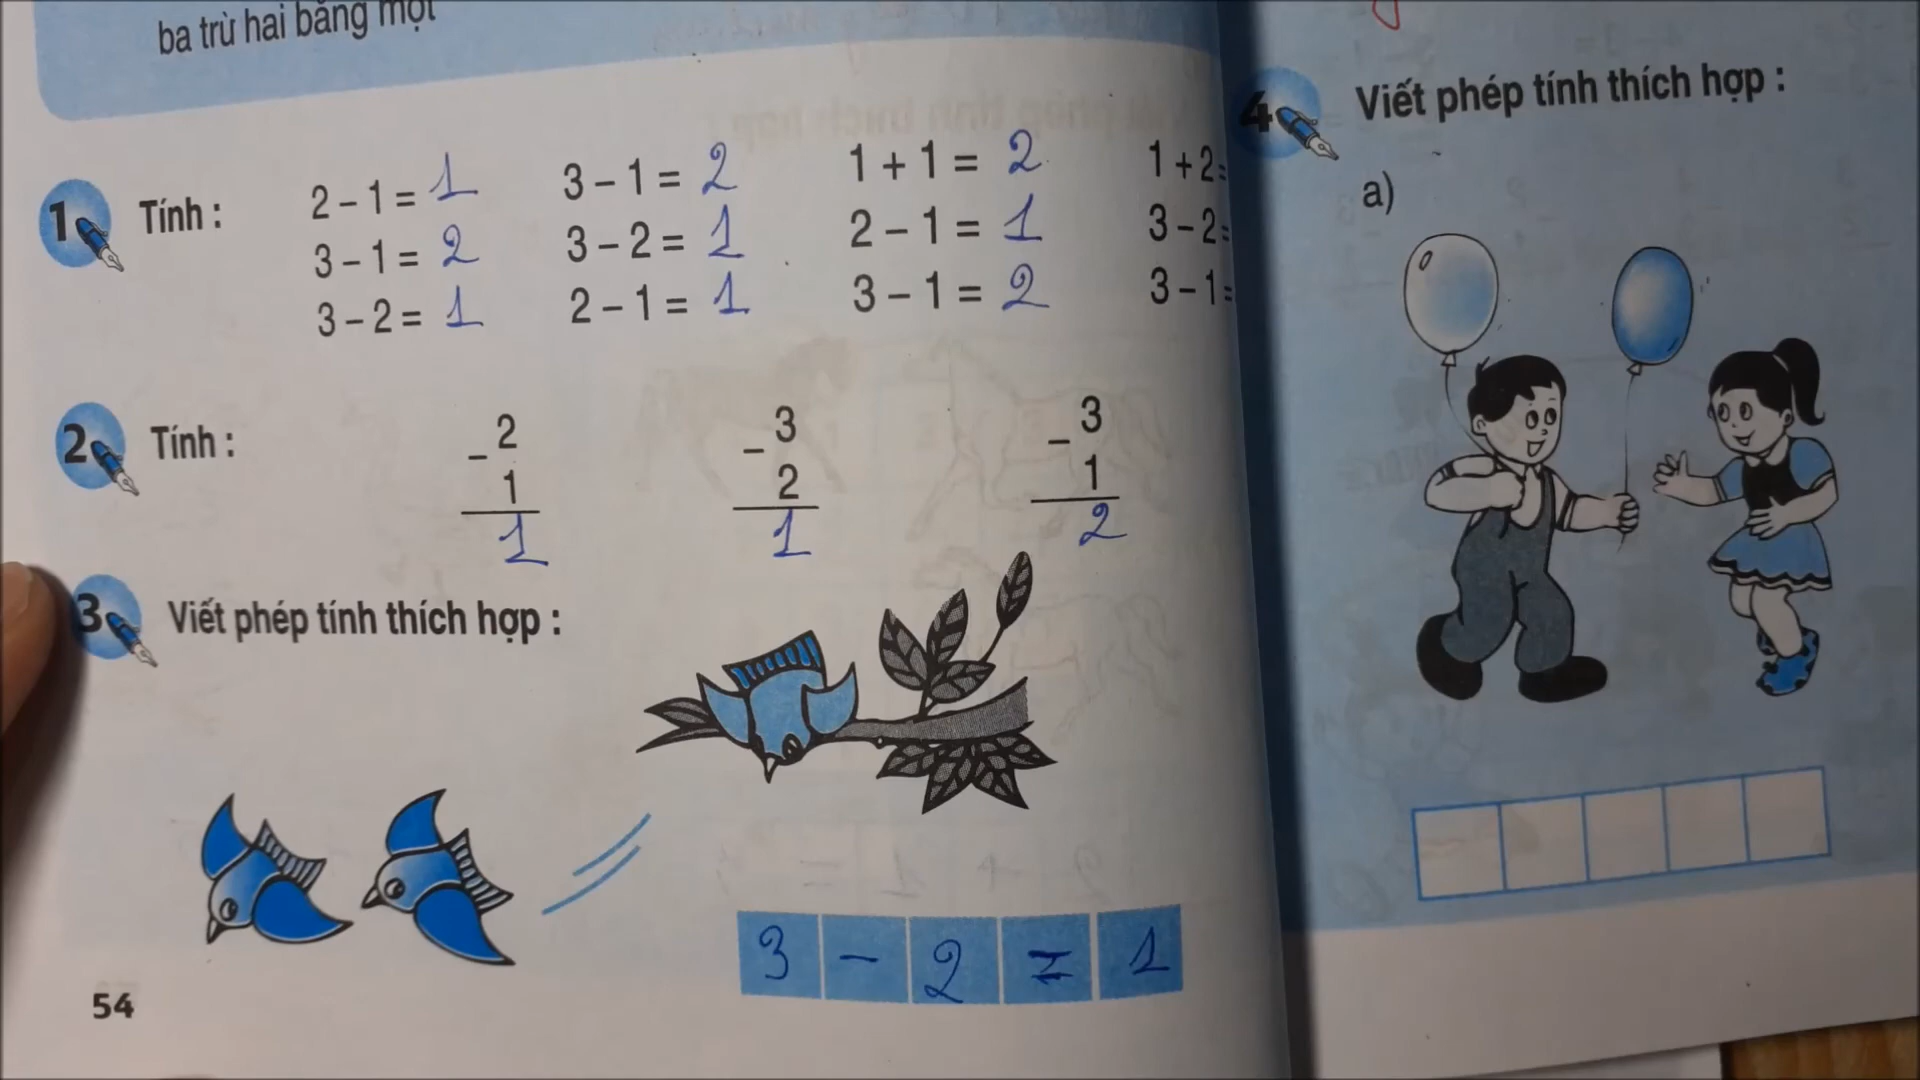 ba trừ hai bằng một
1 Tính : 2 – 1 = 1 3 – 1 = 2 1 + 1 = 2 1 + 2 =
3 – 1 = 2 3 – 2 = 1 2 – 1 = 1 3 – 2 =
3 – 2 = 1 2 – 1 = 1 3 – 1 = 2 3 – 1 =
2 Tính : – 2 – 3 – 3
1 2 1
1 1 2
3 Viết phép tính thích hợp :
3 – 2 = 1
54
4 Viết phép tính thích hợp :
a)